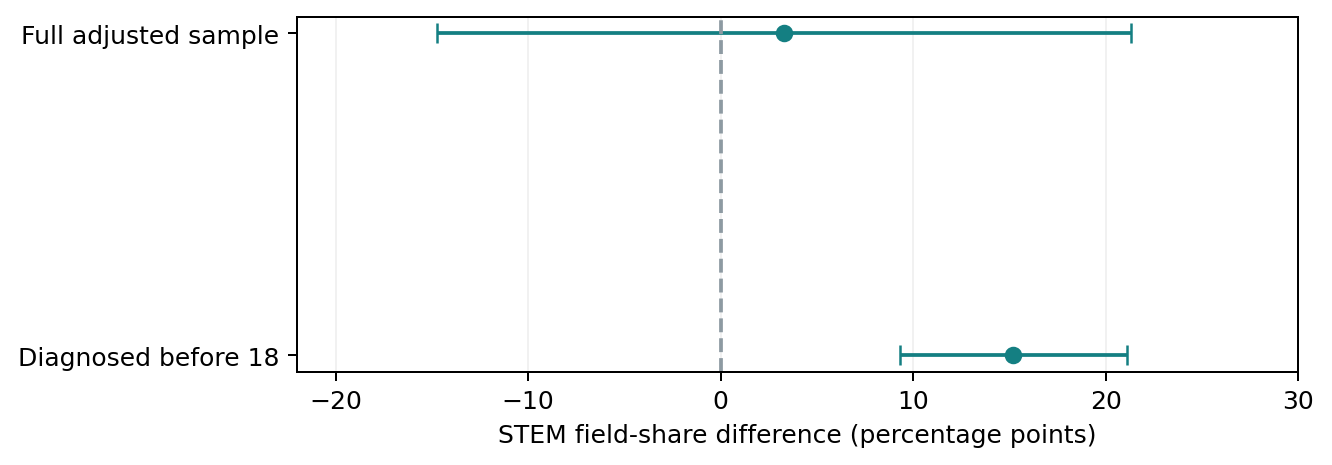 Full adjusted sample
Diagnosed before 18
−20 −10 0 10 20 30
STEM field-share difference (percentage points)